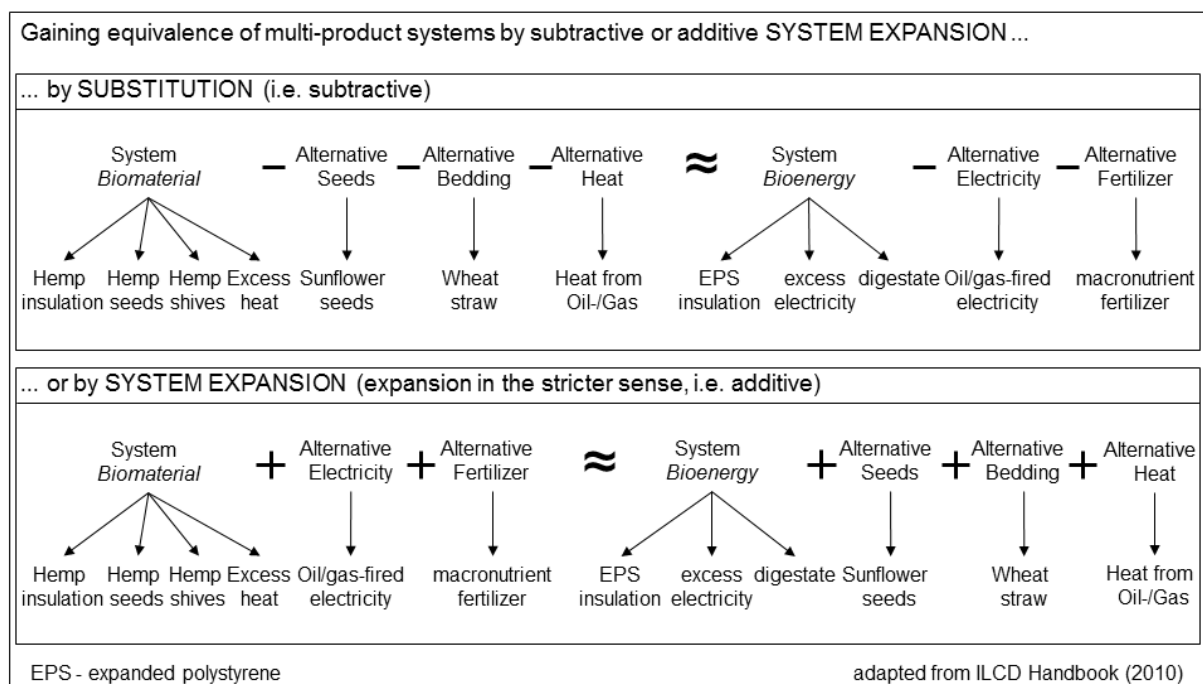 Gaining equivalence of multi-product systems by subtractive or additive SYSTEM EXPANSION ...
... by SUBSTITUTION (i.e. subtractive)
System
Biomaterial
− Alternative
Seeds
− Alternative
Bedding
− Alternative
Heat
≈
System
Bioenergy
− Alternative
Electricity
− Alternative
Fertilizer
Hemp
insulation
Hemp
seeds
Hemp
shives
Excess
heat
Sunflower
seeds
Wheat
straw
Heat from
Oil-/Gas
EPS
insulation
excess
electricity
digestate
Oil/gas-fired
electricity
macronutrient
fertilizer
... or by SYSTEM EXPANSION (expansion in the stricter sense, i.e. additive)
System
Biomaterial
+ Alternative
Electricity
+ Alternative
Fertilizer
≈
System
Bioenergy
+ Alternative
Seeds
+ Alternative
Bedding
+ Alternative
Heat
Hemp
insulation
Hemp
seeds
Hemp
shives
Excess
heat
Oil/gas-fired
electricity
macronutrient
fertilizer
EPS
insulation
excess
electricity
digestate
Sunflower
seeds
Wheat
straw
Heat from
Oil-/Gas
EPS - expanded polystyrene
adapted from ILCD Handbook (2010)